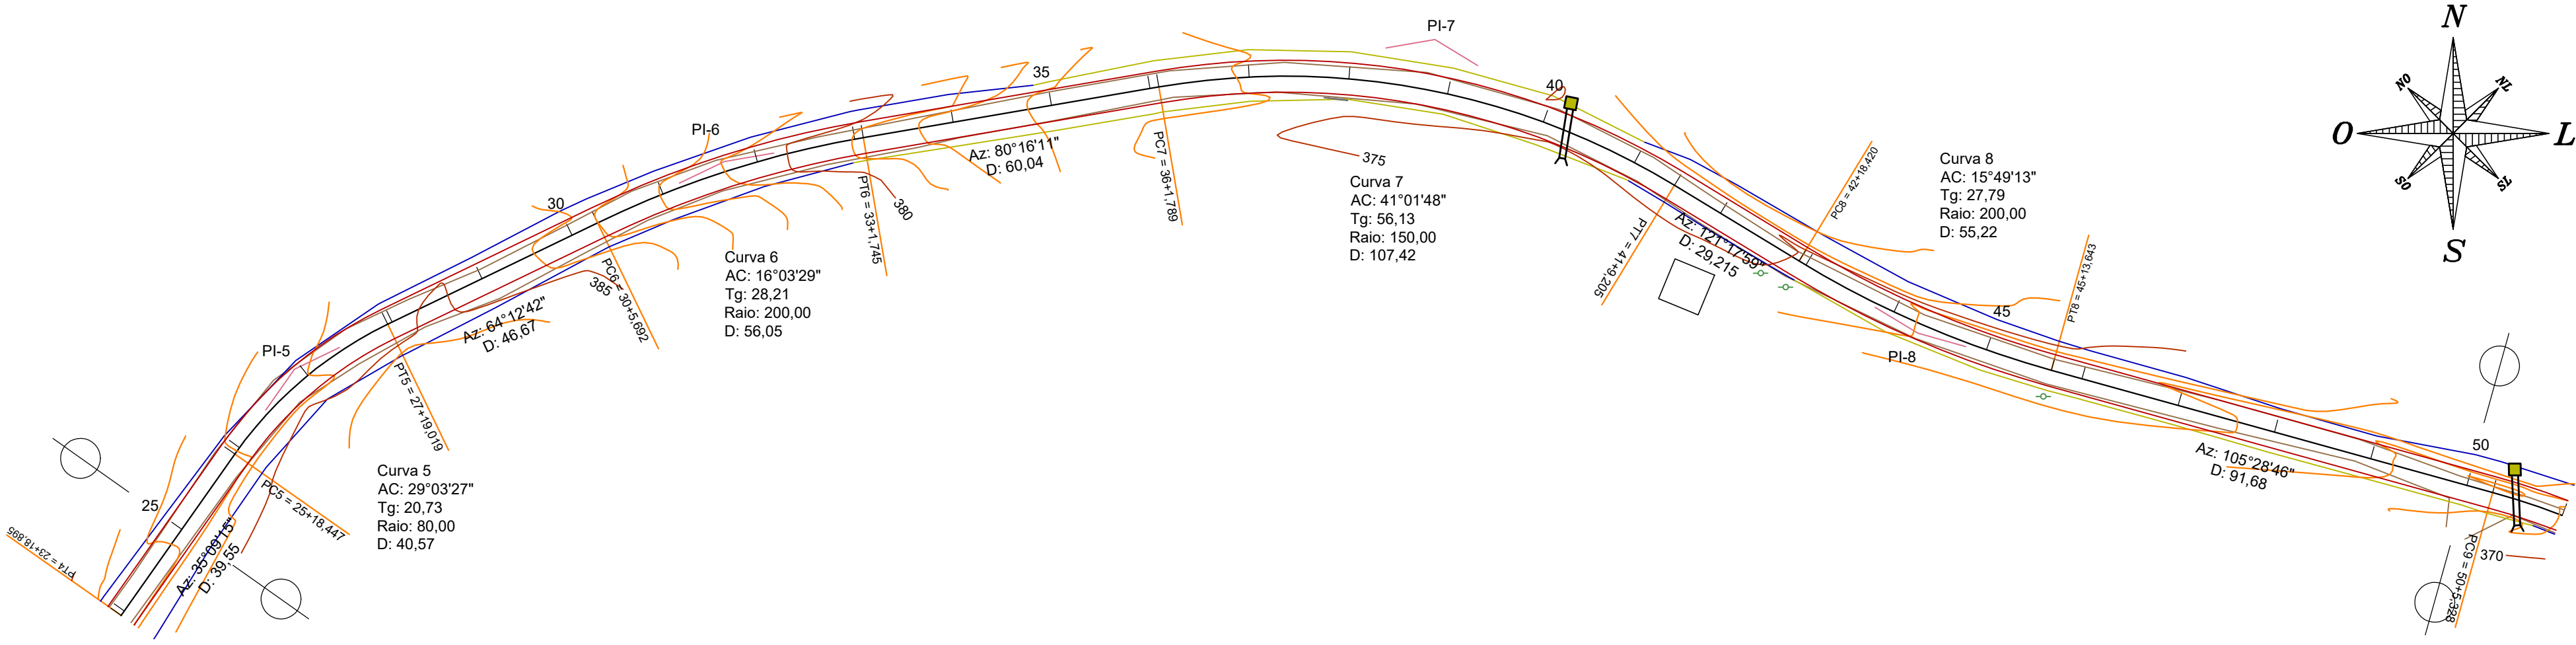 PI-7
N
NO
NL
O
L
SO
SL
S
35
40
PI-6
Az: 80°16'11"
D: 60,04
375
PC7 = 36+1,789
PT6 = 33+1,745
380
30
Curva 7
AC: 41°01'48"
Tg: 56,13
Raio: 150,00
D: 107,42
PC8 = 42+18,420
Curva 8
AC: 15°49'13"
Tg: 27,79
Raio: 200,00
D: 55,22
PT7 = 41+9,205
Az: 121°17'59"
D: 29,215
Curva 6
AC: 16°03'29"
Tg: 28,21
Raio: 200,00
D: 56,05
PC6 = 30+5,692
385
Az: 64°12'42"
D: 46,67
PT8 = 45+13,643
45
PI-8
PI-5
PT5 = 27+19,019
Curva 5
AC: 29°03'27"
Tg: 20,73
Raio: 80,00
D: 40,57
PC5 = 25+18,447
25
PT4 = 23+18,895
Az: 35°09'15"
D: 39,55
50
Az: 105°28'46"
D: 91,68
PC9 = 50+5,328
370